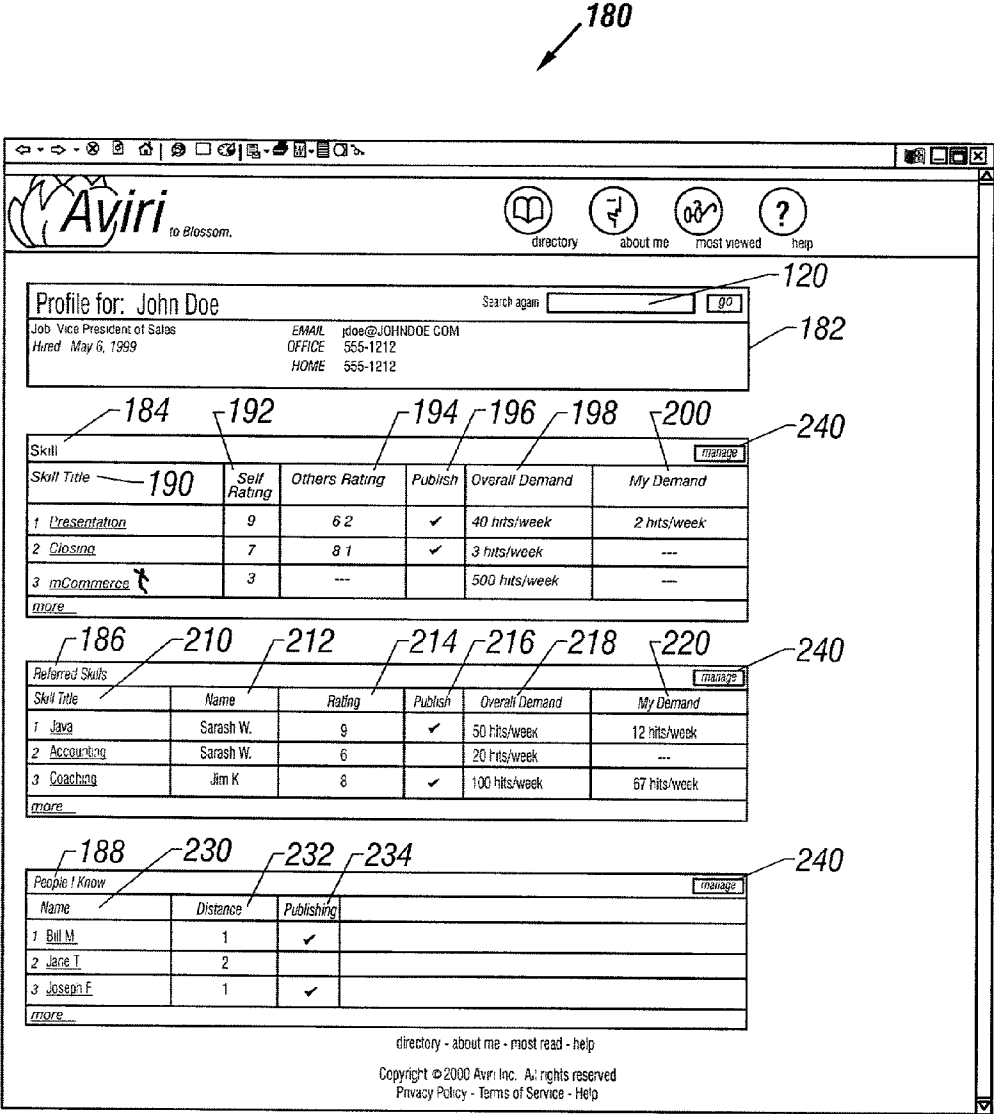 180
Aviri to Blossom.
directory about me most viewed help
120
Profile for: John Doe Search again go
182
Job Vice President of Sales EMAIL jdoe@JOHNDOE COM
Hired May 6, 1999 OFFICE 555-1212
HOME 555-1212
184 192 194 196 198 200
240
Skill manage
Skill Title 190 Self Rating Others Rating Publish Overall Demand My Demand
1 Presentation 9 6 2 ✓ 40 hits/week 2 hits/week
2 Closing 7 8 1 ✓ 3 hits/week ---
3 mCommerce 3 --- 500 hits/week ---
more
186 210 212 214 216 218 220
240
Referred Skills manage
Skill Title Name Rating Publish Overall Demand My Demand
1 Java Sarash W. 9 ✓ 50 hits/week 12 hits/week
2 Accounting Sarash W. 6 20 hits/week ---
3 Coaching Jim K 8 ✓ 100 hits/week 67 hits/week
more
188 230 232 234
240
People I Know manage
Name Distance Publishing
1 Bill M 1 ✓
2 Jane T 2
3 Joseph F 1 ✓
more
directory - about me - most read - help
Copyright © 2000 Aviri Inc. All rights reserved
Privacy Policy - Terms of Service - Help